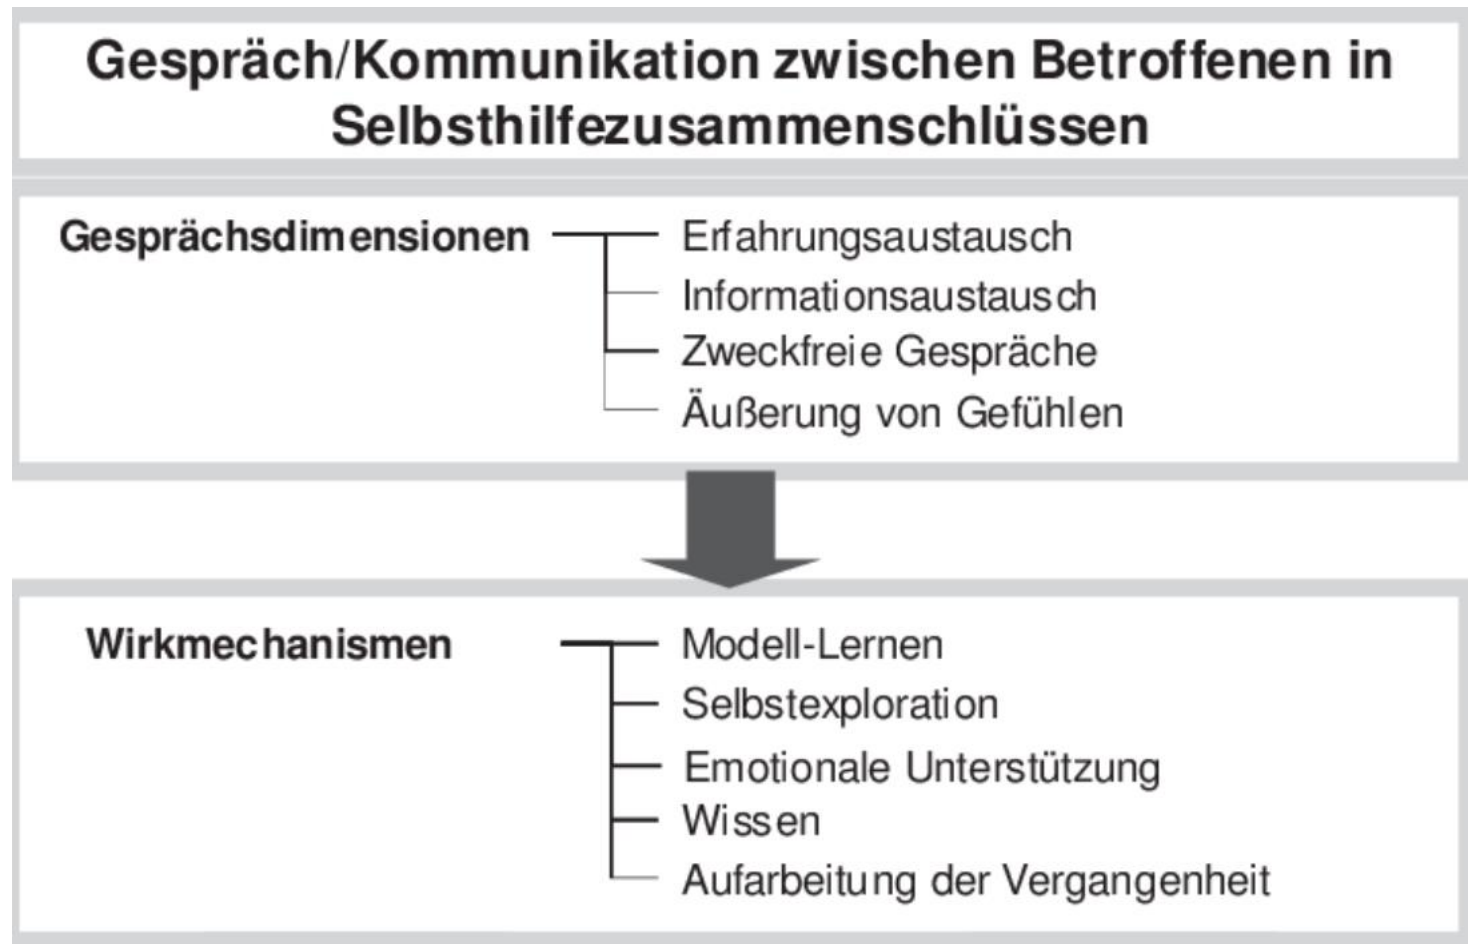 Gespräch/Kommunikation zwischen Betroffenen in
Selbsthilfezusammenschlüssen
Gesprächsdimensionen
Erfahrungsaustausch
Informationsaustausch
Zweckfreie Gespräche
Äußerung von Gefühlen
Wirkmechanismen
Modell-Lernen
Selbstexploration
Emotionale Unterstützung
Wissen
Aufarbeitung der Vergangenheit